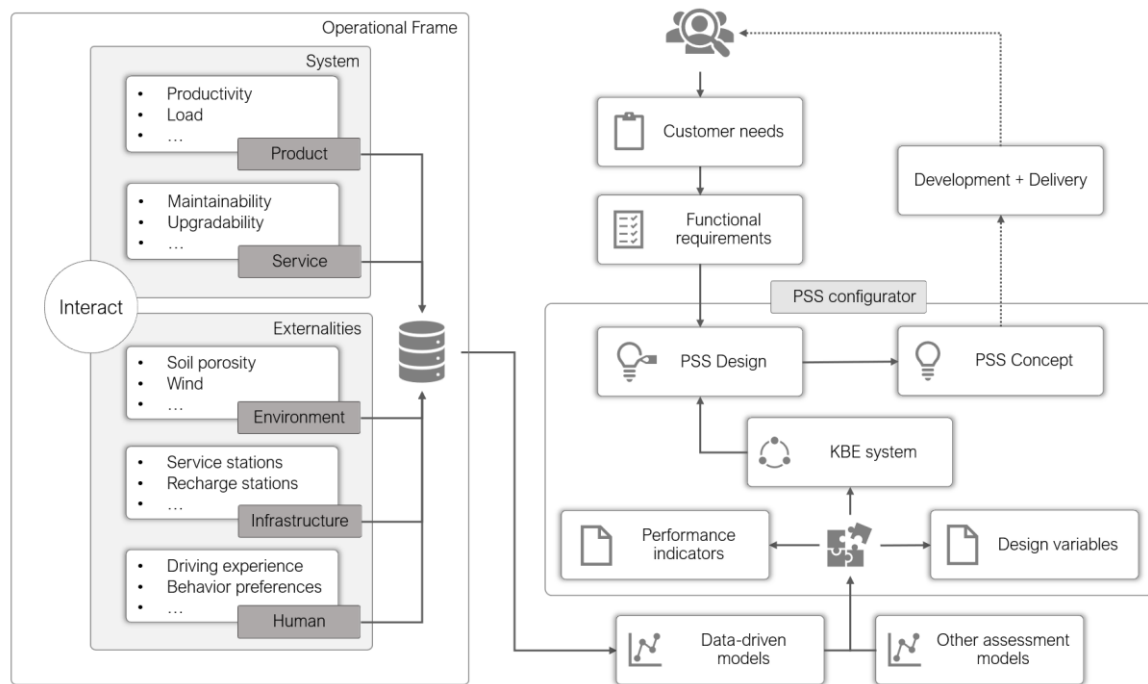 Operational Frame
System
• Productivity
• Load
• ...
Product
• Maintainability
• Upgradability
• ...
Service
Interact
Externalities
• Soil porosity
• Wind
• ...
Environment
• Service stations
• Recharge stations
• ...
Infrastructure
• Driving experience
• Behavior preferences
• ...
Human
Customer needs
Functional
requirements
Development + Delivery
PSS configurator
PSS Design
PSS Concept
KBE system
Performance
indicators
Design variables
Data-driven
models
Other assessment
models